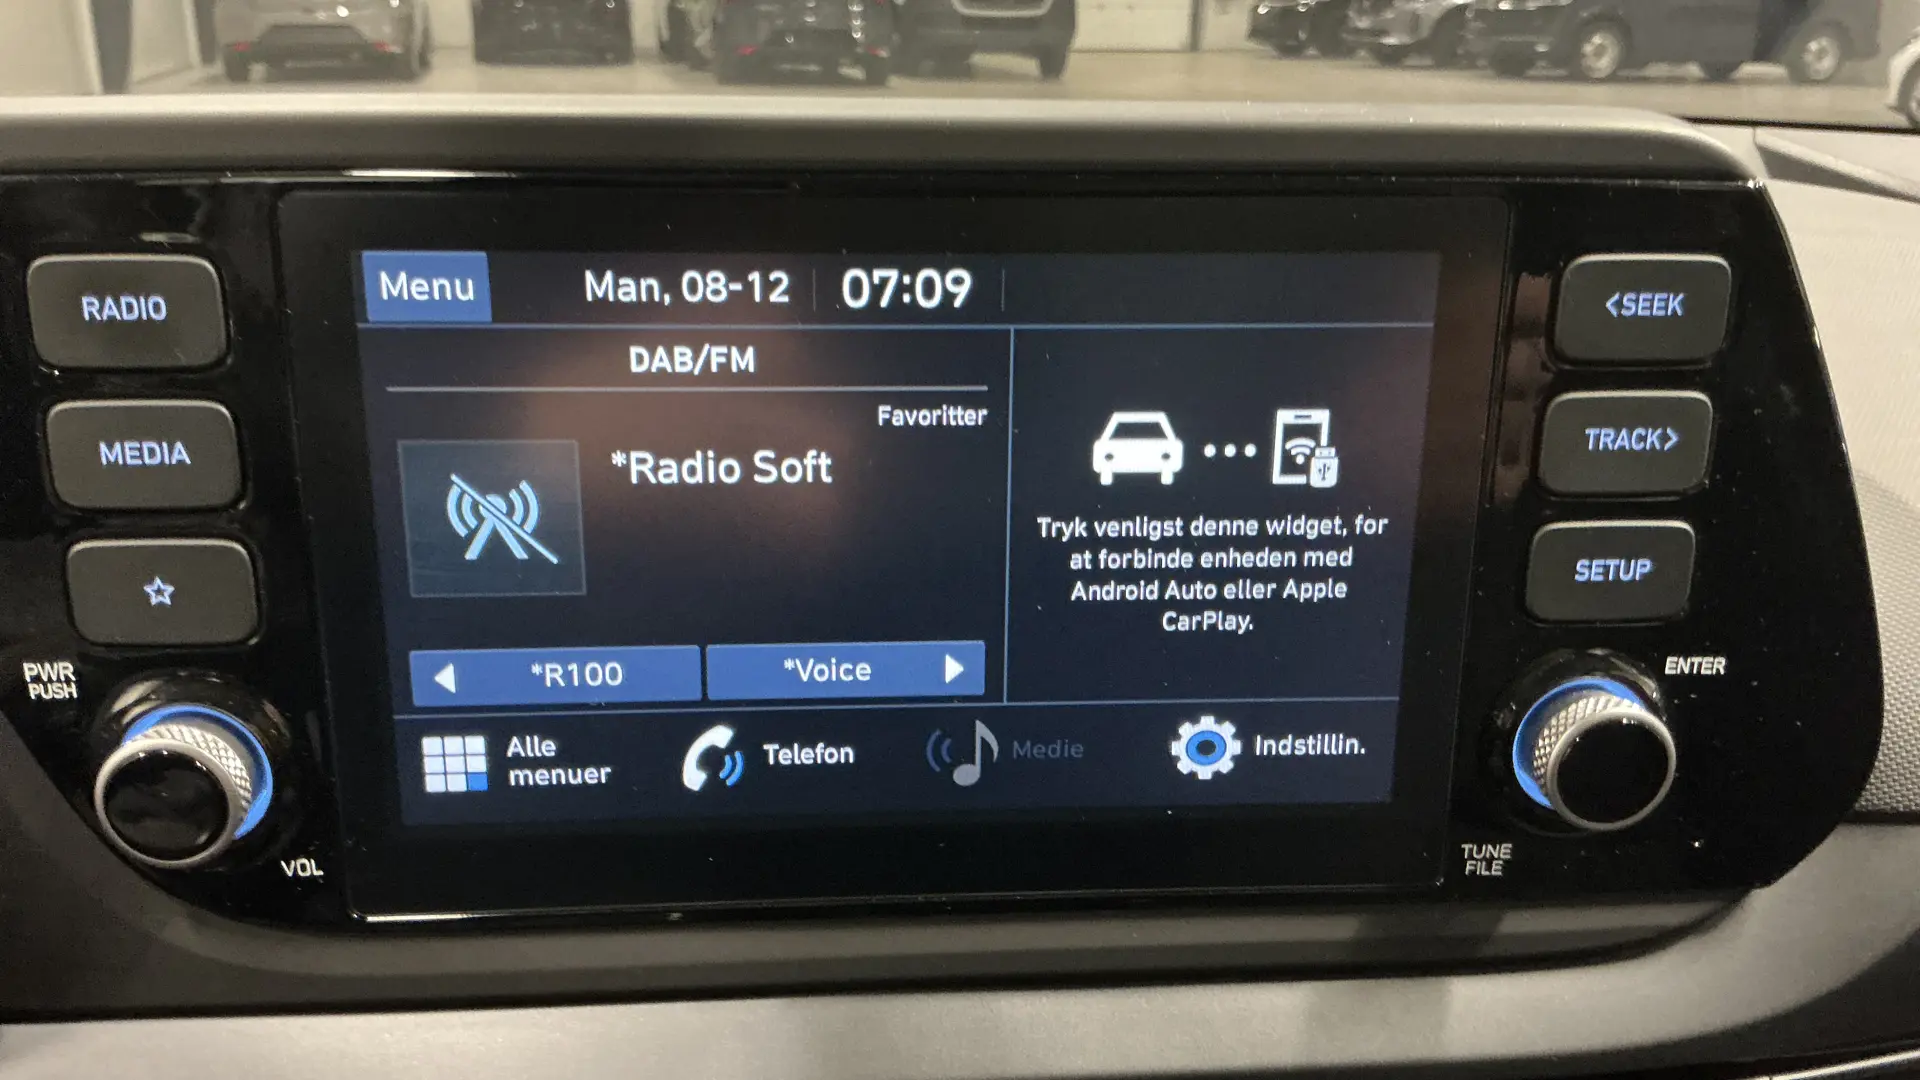 RADIO
MEDIA
PWR
PUSH
VOL
Menu
Man, 08-12
07:09
DAB/FM
Favoritter
*Radio Soft
*R100
*Voice
Tryk venligst denne widget, for
at forbinde enheden med
Android Auto eller Apple
CarPlay.
Alle
menuer
Telefon
Medie
Indstillin.
<SEEK
TRACK>
SETUP
ENTER
TUNE
FILE